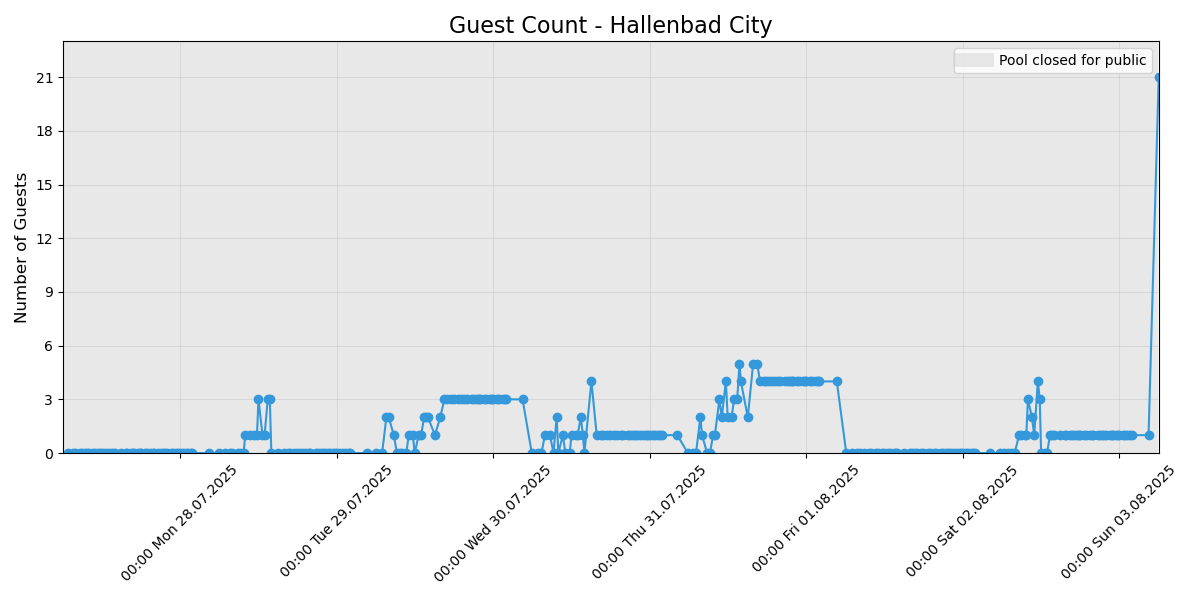 Guest Count - Hallenbad City
Pool closed for public
Number of Guests
21
18
15
12
9
6
3
0
00:00 Mon 28.07.2025
00:00 Tue 29.07.2025
00:00 Wed 30.07.2025
00:00 Thu 31.07.2025
00:00 Fri 01.08.2025
00:00 Sat 02.08.2025
00:00 Sun 03.08.2025